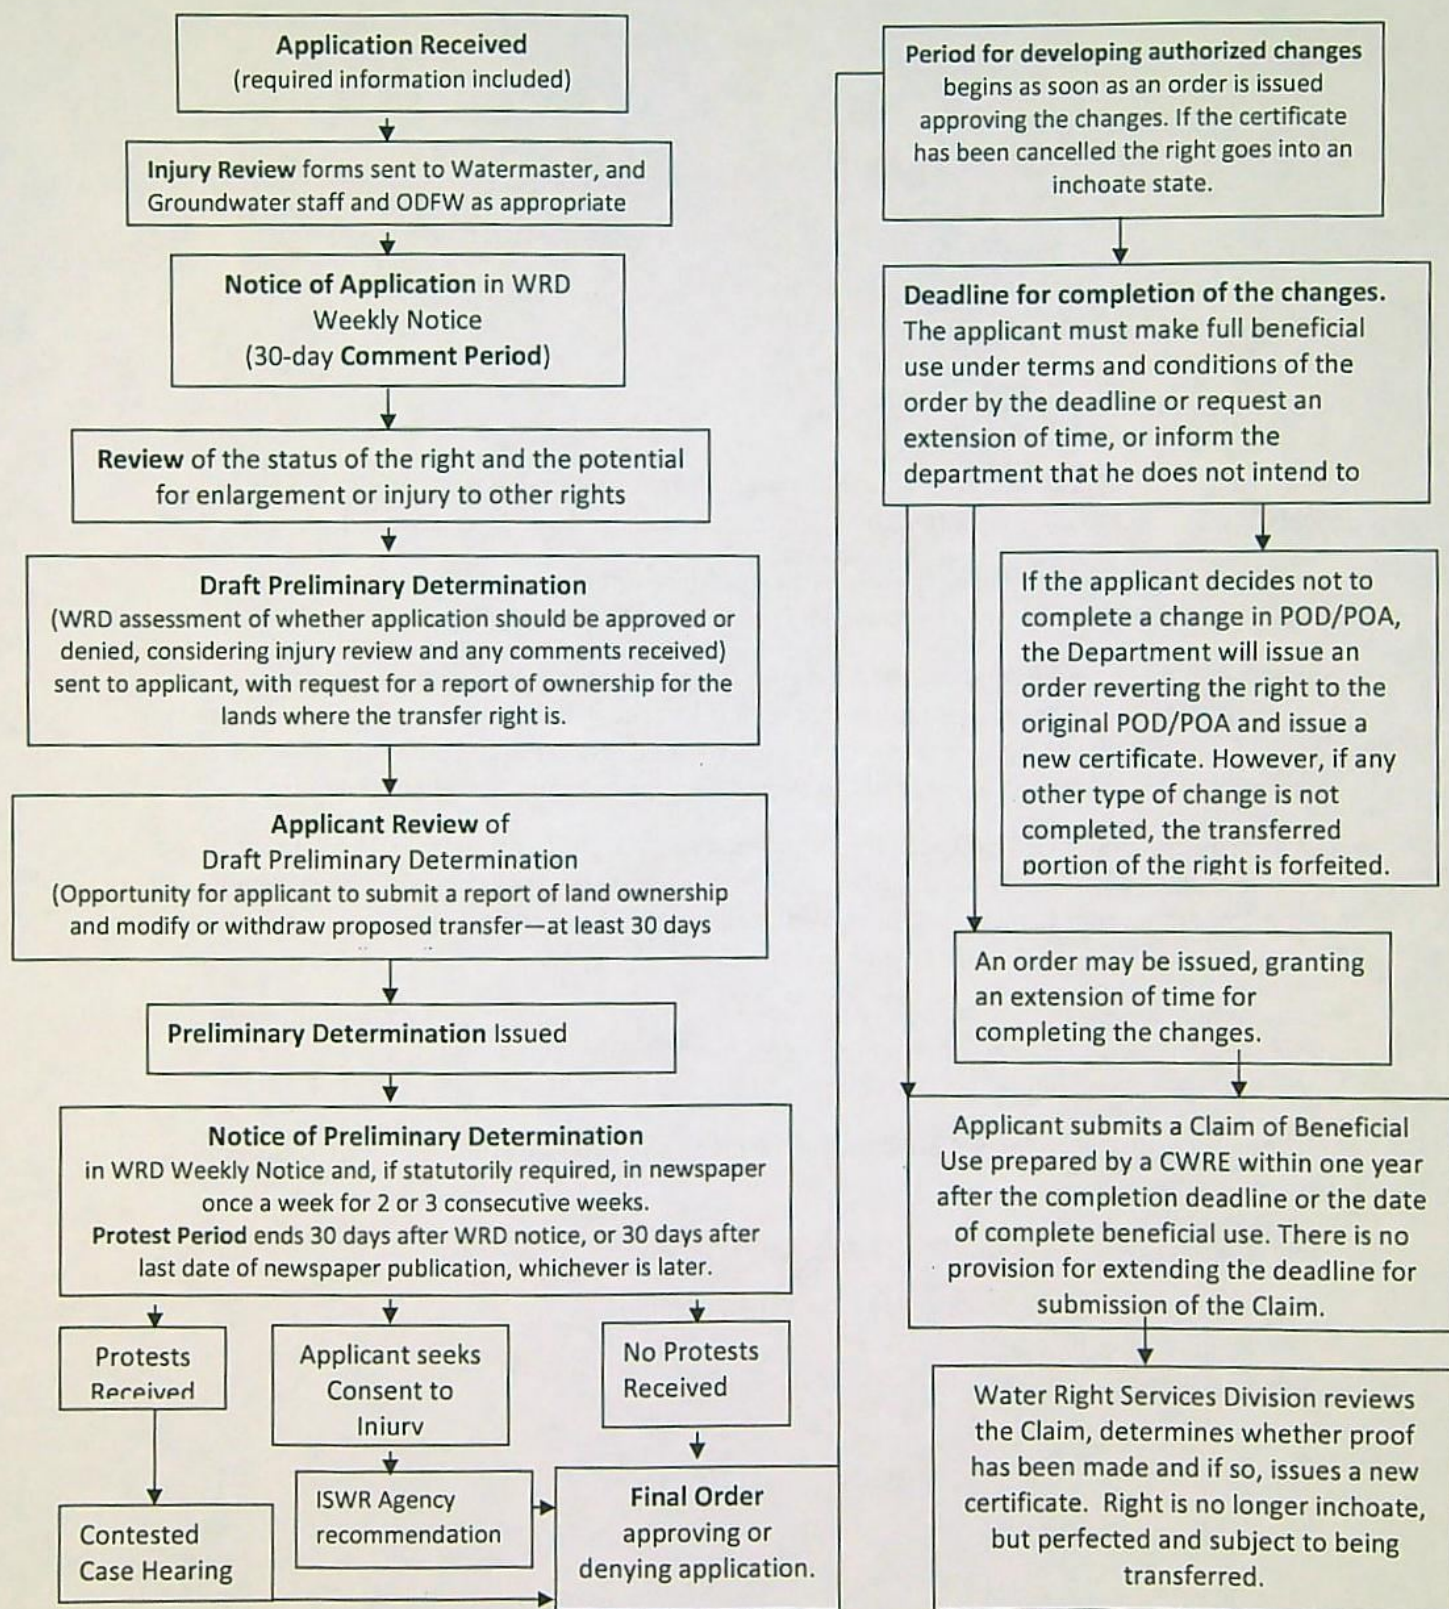 Application Received
(required information included)
Injury Review forms sent to Watermaster, and
Groundwater staff and ODFW as appropriate
Notice of Application in WRD
Weekly Notice
(30-day Comment Period)
Review of the status of the right and the potential
for enlargement or injury to other rights
Draft Preliminary Determination
(WRD assessment of whether application should be approved or
denied, considering injury review and any comments received)
sent to applicant, with request for a report of ownership for the
lands where the transfer right is.
Applicant Review of
Draft Preliminary Determination
(Opportunity for applicant to submit a report of land ownership
and modify or withdraw proposed transfer—at least 30 days
Preliminary Determination Issued
Notice of Preliminary Determination
in WRD Weekly Notice and, if statutorily required, in newspaper
once a week for 2 or 3 consecutive weeks.
Protest Period ends 30 days after WRD notice, or 30 days after
last date of newspaper publication, whichever is later.
Protests
Received
Applicant seeks
Consent to
Injury
No Protests
Received
Contested
Case Hearing
ISWR Agency
recommendation
Final Order
approving or
denying application.
Period for developing authorized changes
begins as soon as an order is issued
approving the changes. If the certificate
has been cancelled the right goes into an
inchoate state.
Deadline for completion of the changes.
The applicant must make full beneficial
use under terms and conditions of the
order by the deadline or request an
extension of time, or inform the
department that he does not intend to
If the applicant decides not to
complete a change in POD/POA,
the Department will issue an
order reverting the right to the
original POD/POA and issue a
new certificate. However, if any
other type of change is not
completed, the transferred
portion of the right is forfeited.
An order may be issued, granting
an extension of time for
completing the changes.
Applicant submits a Claim of Beneficial
Use prepared by a CWRE within one year
after the completion deadline or the date
of complete beneficial use. There is no
provision for extending the deadline for
submission of the Claim.
Water Right Services Division reviews
the Claim, determines whether proof
has been made and if so, issues a new
certificate. Right is no longer inchoate,
but perfected and subject to being
transferred.